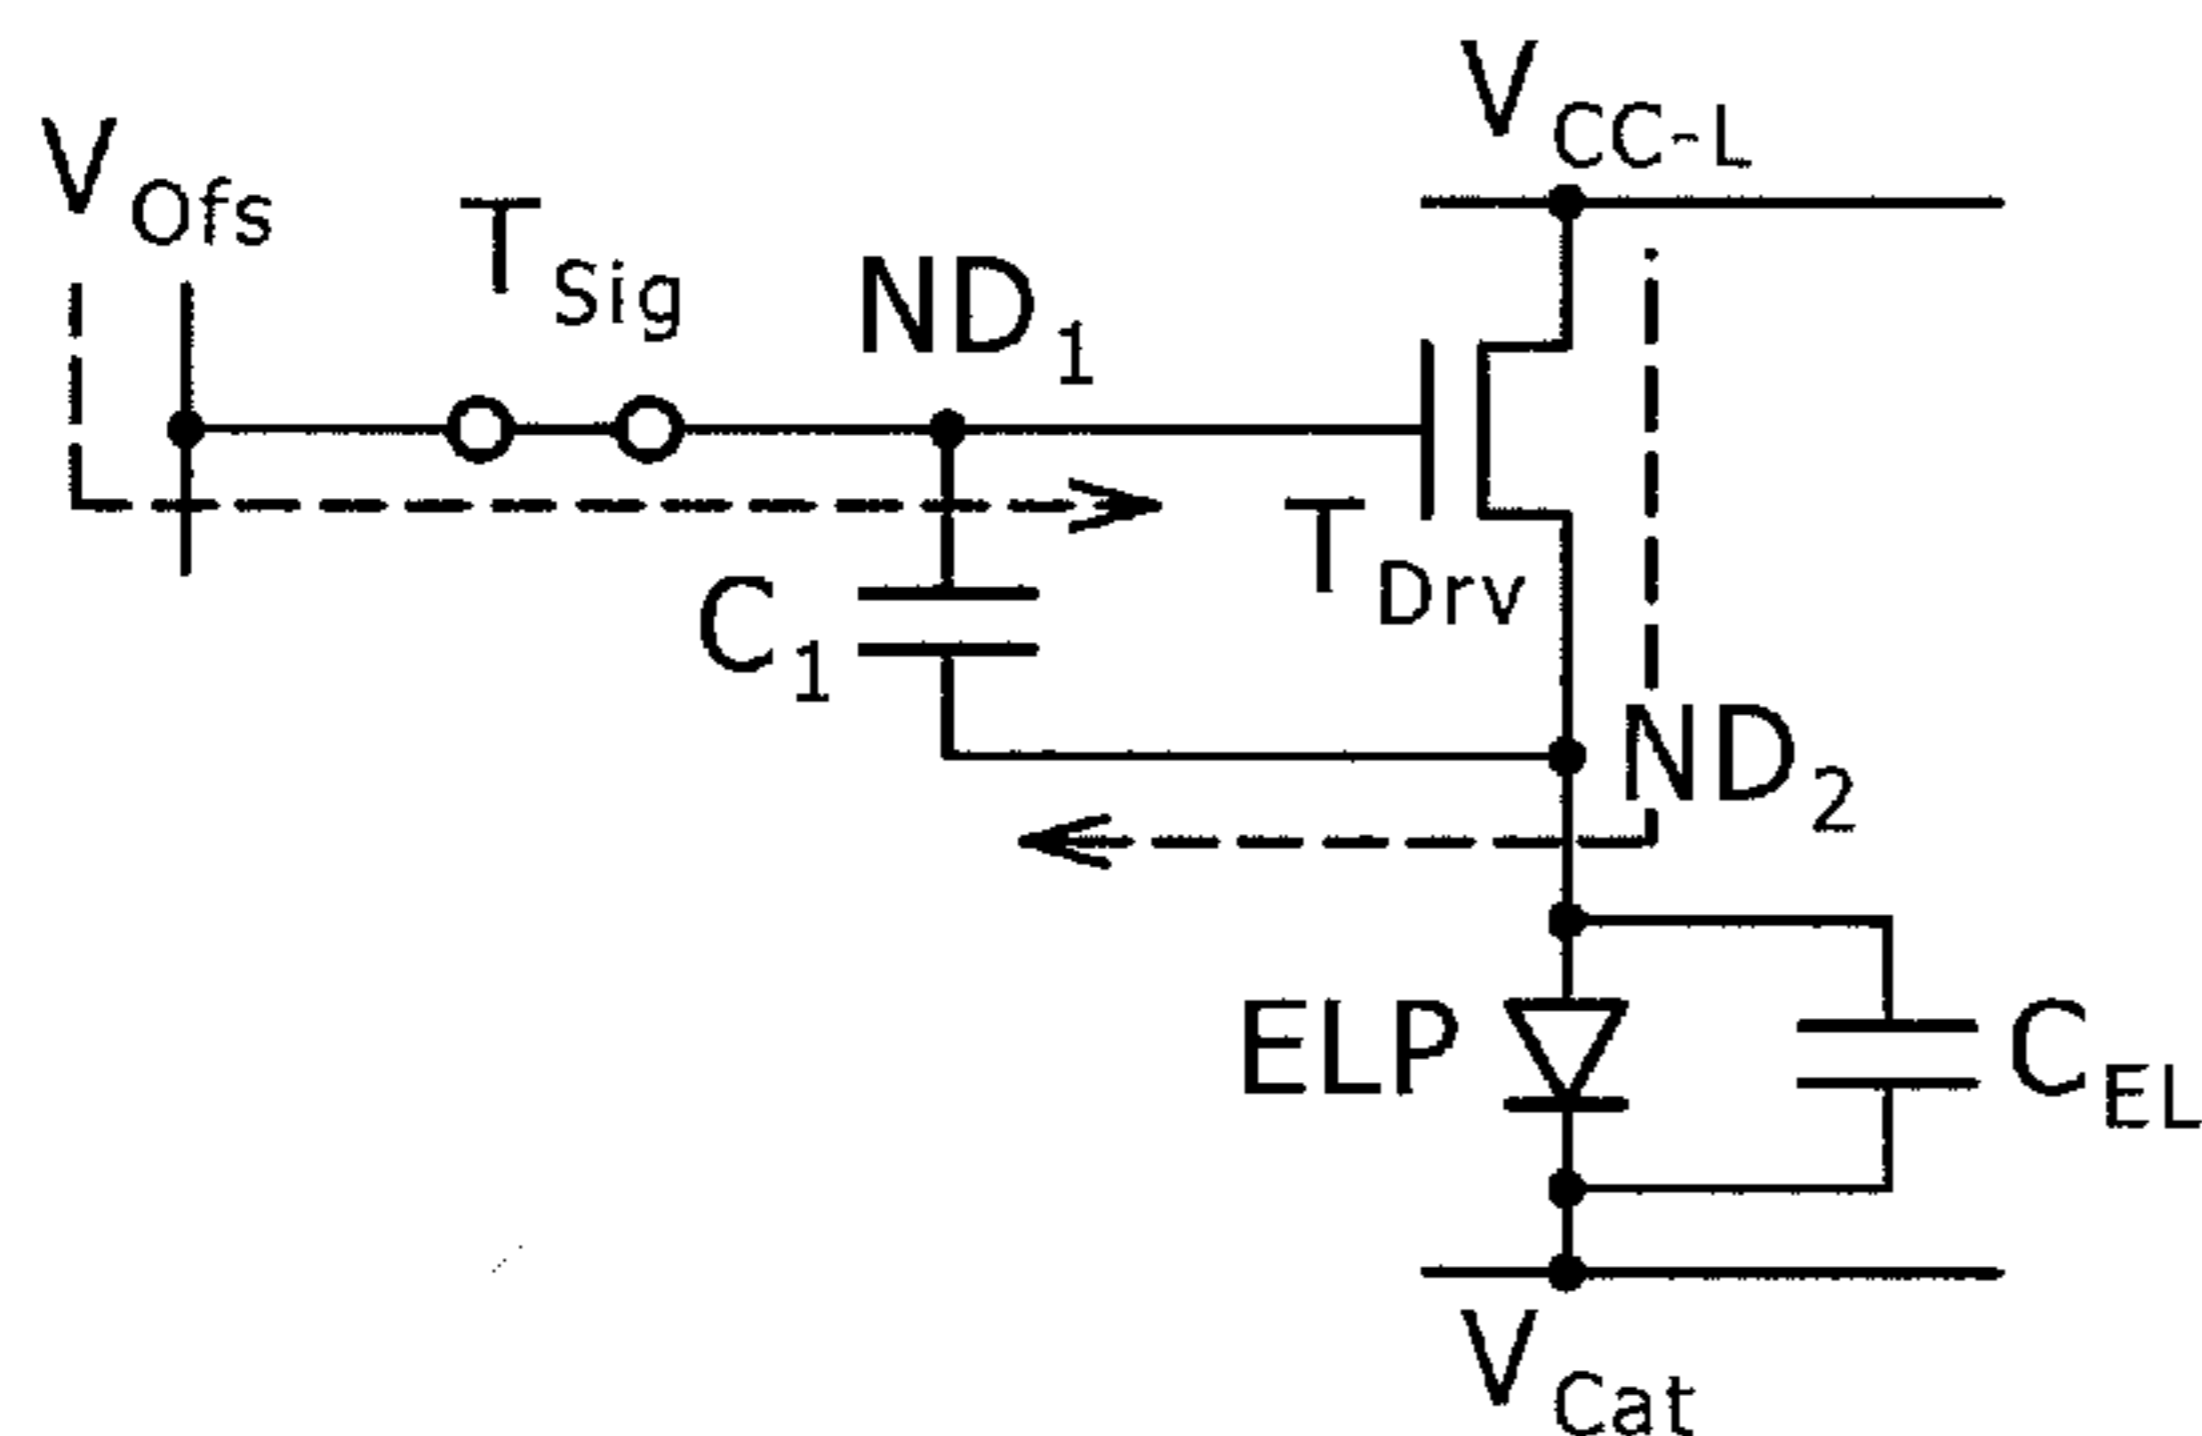 V_CC-L
V_Ofs
T_Sig
ND_1
T_Drv
C_1
ND_2
ELP
C_EL
V_Cat